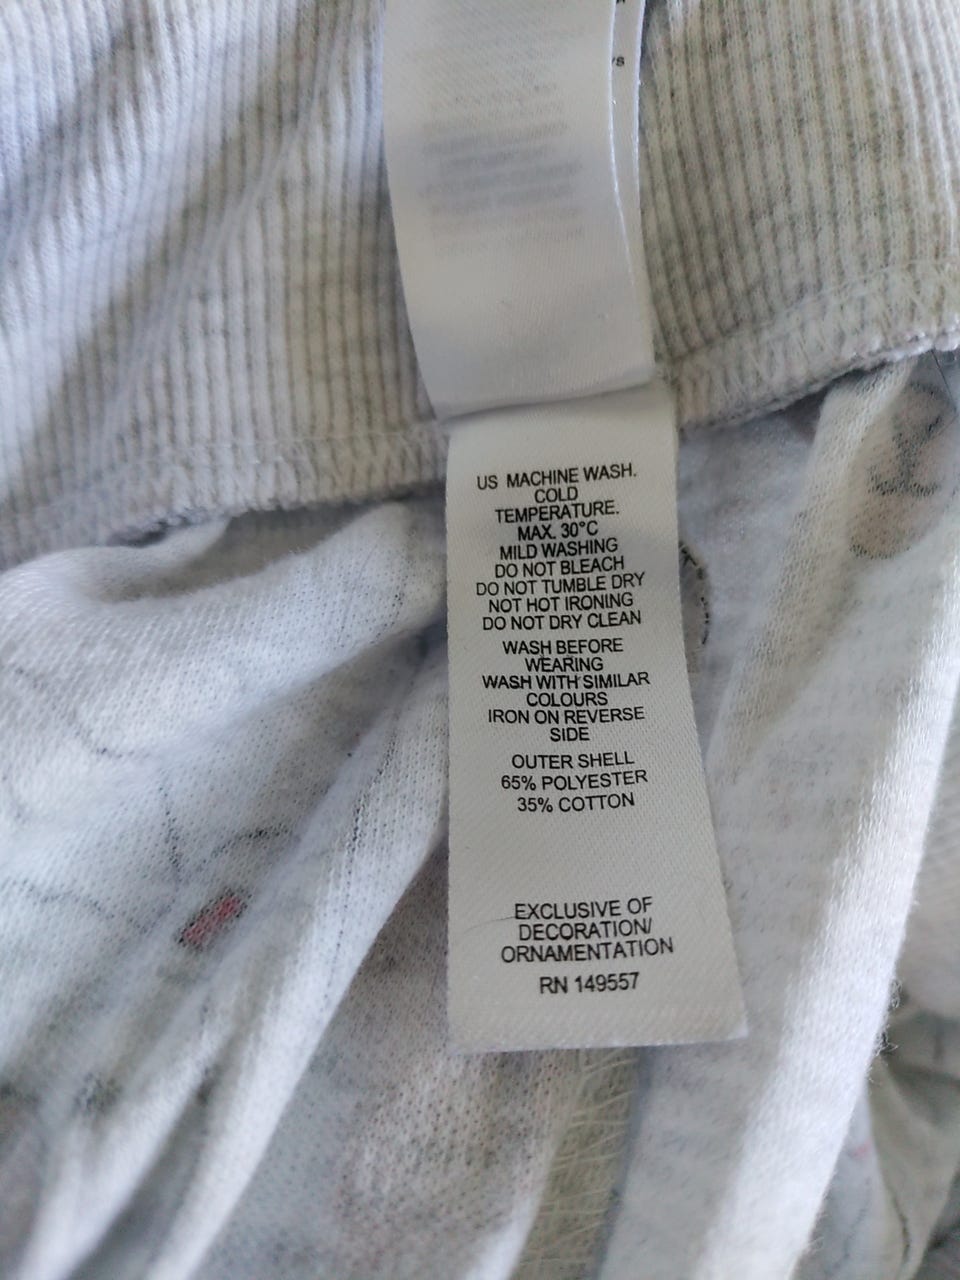 US MACHINE WASH.
COLD
TEMPERATURE.
MAX. 30°C
MILD WASHING
DO NOT BLEACH
DO NOT TUMBLE DRY
NOT HOT IRONING
DO NOT DRY CLEAN
WASH BEFORE
WEARING
WASH WITH SIMILAR
COLOURS
IRON ON REVERSE
SIDE
OUTER SHELL
65% POLYESTER
35% COTTON
EXCLUSIVE OF
DECORATION/
ORNAMENTATION
RN 149557